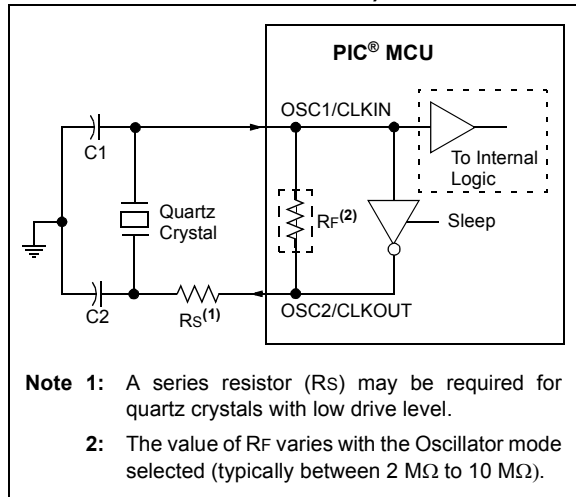 PIC® MCU
OSC1/CLKIN
C1
To Internal
Logic
Quartz
Crystal
RF(2)
Sleep
C2
RS(1)
OSC2/CLKOUT
Note 1: A series resistor (RS) may be required for
quartz crystals with low drive level.
2: The value of RF varies with the Oscillator mode
selected (typically between 2 MΩ to 10 MΩ).